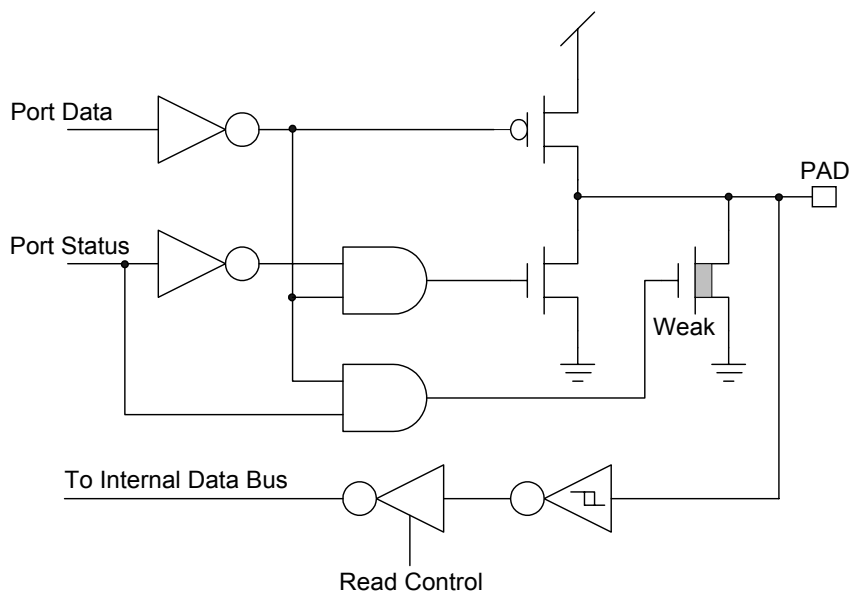 Port Data
PAD
Port Status
Weak
To Internal Data Bus
Read Control